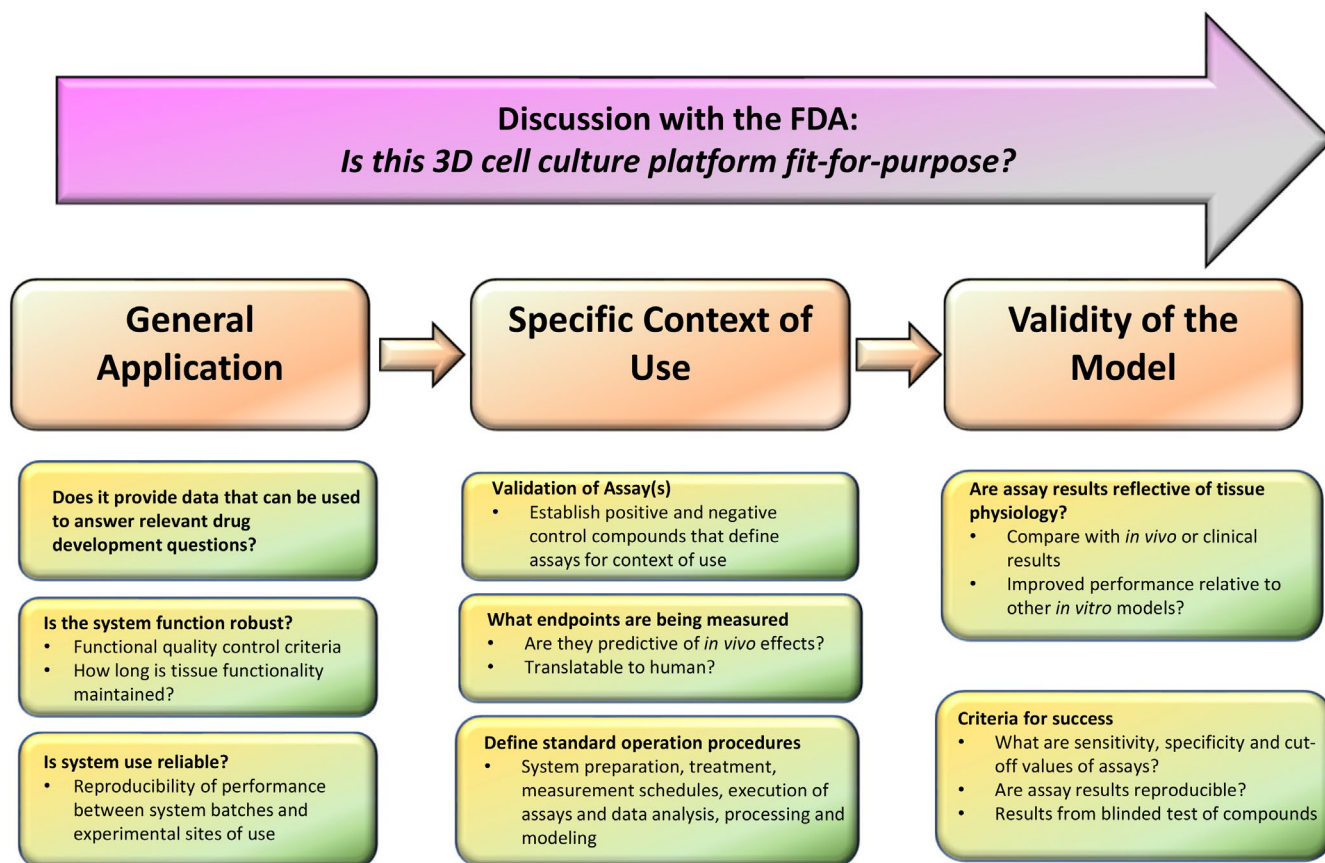 Discussion with the FDA:
Is this 3D cell culture platform fit-for-purpose?
General
Application
Specific Context of
Use
Validity of the
Model
Does it provide data that can be used
to answer relevant drug
development questions?
Is the system function robust?
• Functional quality control criteria
• How long is tissue functionality
maintained?
Is system use reliable?
• Reproducibility of performance
between system batches and
experimental sites of use
Validation of Assay(s)
• Establish positive and negative
control compounds that define
assays for context of use
What endpoints are being measured
• Are they predictive of in vivo effects?
• Translatable to human?
Define standard operation procedures
• System preparation, treatment,
measurement schedules, execution of
assays and data analysis, processing and
modeling
Are assay results reflective of tissue
physiology?
• Compare with in vivo or clinical
results
• Improved performance relative to
other in vitro models?
Criteria for success
• What are sensitivity, specificity and cut-
off values of assays?
• Are assay results reproducible?
• Results from blinded test of compounds